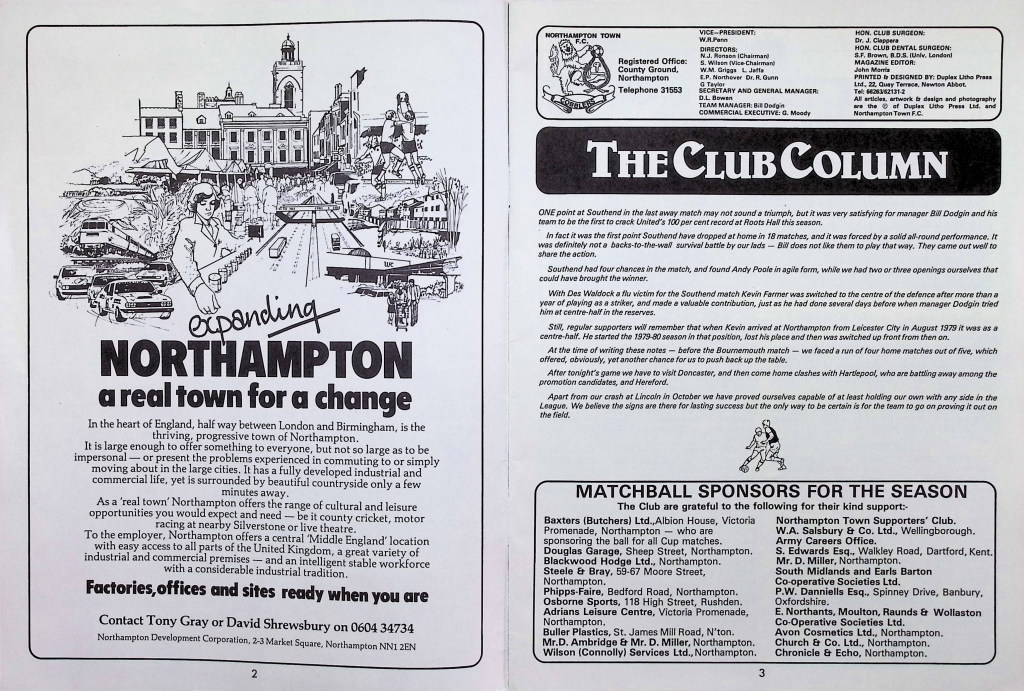 expanding
NORTHAMPTON
a real town for a change
In the heart of England, half way between London and Birmingham, is the
thriving, progressive town of Northampton.
It is large enough to offer something to everyone, but not so large as to be
impersonal — or present the problems experienced in commuting to or simply
moving about in the large cities. It has a fully developed industrial and
commercial life, yet is surrounded by beautiful countryside only a few
minutes away.
As a 'real town' Northampton offers the range of cultural and leisure
opportunities you would expect and need — be it county cricket, motor
racing at nearby Silverstone or live theatre.
To the employer, Northampton offers a central 'Middle England' location
with easy access to all parts of the United Kingdom, a great variety of
industrial and commercial premises — and an intelligent stable workforce
with a considerable industrial tradition.
Factories,offices and sites ready when you are
Contact Tony Gray or David Shrewsbury on 0604 34734
Northampton Development Corporation, 2-3 Market Square, Northampton NN1 2EN
2
NORTHAMPTON TOWN
F.C.
COBBLERS
Registered Office:
County Ground,
Northampton
Telephone 31553
VICE—PRESIDENT:
W.R.Penn
DIRECTORS:
N.J. Ronson (Chairman)
S. Wilson (Vice-Chairman)
W.M. Griggs L. Jaffa
E.P. Northover Dr. R. Gunn
G Taylor
SECRETARY AND GENERAL MANAGER:
D.L. Bowen
TEAM MANAGER: Bill Dodgin
COMMERCIAL EXECUTIVE: G. Moody
HON. CLUB SURGEON:
Dr. J. Clappera
HON. CLUB DENTAL SURGEON:
S.F. Brown, B.D.S. (Univ. London)
MAGAZINE EDITOR:
John Morris
PRINTED & DESIGNED BY: Duplex Litho Press
Ltd., 22, Quay Terrace, Newton Abbot.
Tel: 66263/62131-2
All articles, artwork & design and photography
are the © of Duplex Litho Press Ltd. and
Northampton Town F.C.
THE CLUB COLUMN
ONE point at Southend in the last away match may not sound a triumph, but it was very satisfying for manager Bill Dodgin and his
team to be the first to crack United's 100 per cent record at Roots Hall this season.
In fact it was the first point Southend have dropped at home in 18 matches, and it was forced by a solid all-round performance. It
was definitely not a backs-to-the-wall survival battle by our lads — Bill does not like them to play that way. They came out well to
share the action.
Southend had four chances in the match, and found Andy Poole in agile form, while we had two or three openings ourselves that
could have brought the winner.
With Des Waldock a flu victim for the Southend match Kevin Farmer was switched to the centre of the defence after more than a
year of playing as a striker, and made a valuable contribution, just as he had done several days before when manager Dodgin tried
him at centre-half in the reserves.
Still, regular supporters will remember that when Kevin arrived at Northampton from Leicester City in August 1979 it was as a
centre-half. He started the 1979-80 season in that position, lost his place and then was switched up front from then on.
At the time of writing these notes — before the Bournemouth match — we faced a run of four home matches out of five, which
offered, obviously, yet another chance for us to push back up the table.
After tonight's game we have to visit Doncaster, and then come home clashes with Hartlepool, who are battling away among the
promotion candidates, and Hereford.
Apart from our crash at Lincoln in October we have proved ourselves capable of at least holding our own with any side in the
League. We believe the signs are there for lasting success but the only way to be certain is for the team to go on proving it out on
the field.
MATCHBALL SPONSORS FOR THE SEASON
The Club are grateful to the following for their kind support:-
Baxters (Butchers) Ltd.,Albion House, Victoria
Promenade, Northampton — who are
sponsoring the ball for all Cup matches.
Douglas Garage, Sheep Street, Northampton.
Blackwood Hodge Ltd., Northampton.
Steele & Bray, 59-67 Moore Street,
Northampton.
Phipps-Faire, Bedford Road, Northampton.
Osborne Sports, 118 High Street, Rushden.
Adrians Leisure Centre, Victoria Promenade,
Northampton.
Buller Plastics, St. James Mill Road, N'ton.
Mr.D. Ambridge & Mr. D. Miller, Northampton.
Wilson (Connolly) Services Ltd.,Northampton.
Northampton Town Supporters' Club.
W.A. Salsbury & Co. Ltd., Wellingborough.
Army Careers Office.
S. Edwards Esq., Walkley Road, Dartford, Kent.
Mr. D. Miller, Northampton.
South Midlands and Earls Barton
Co-operative Societies Ltd.
P.W. Danniells Esq., Spinney Drive, Banbury,
Oxfordshire.
E. Northants, Moulton, Raunds & Wollaston
Co-Operative Societies Ltd.
Avon Cosmetics Ltd., Northampton.
Church & Co. Ltd., Northampton.
Chronicle & Echo, Northampton.
3